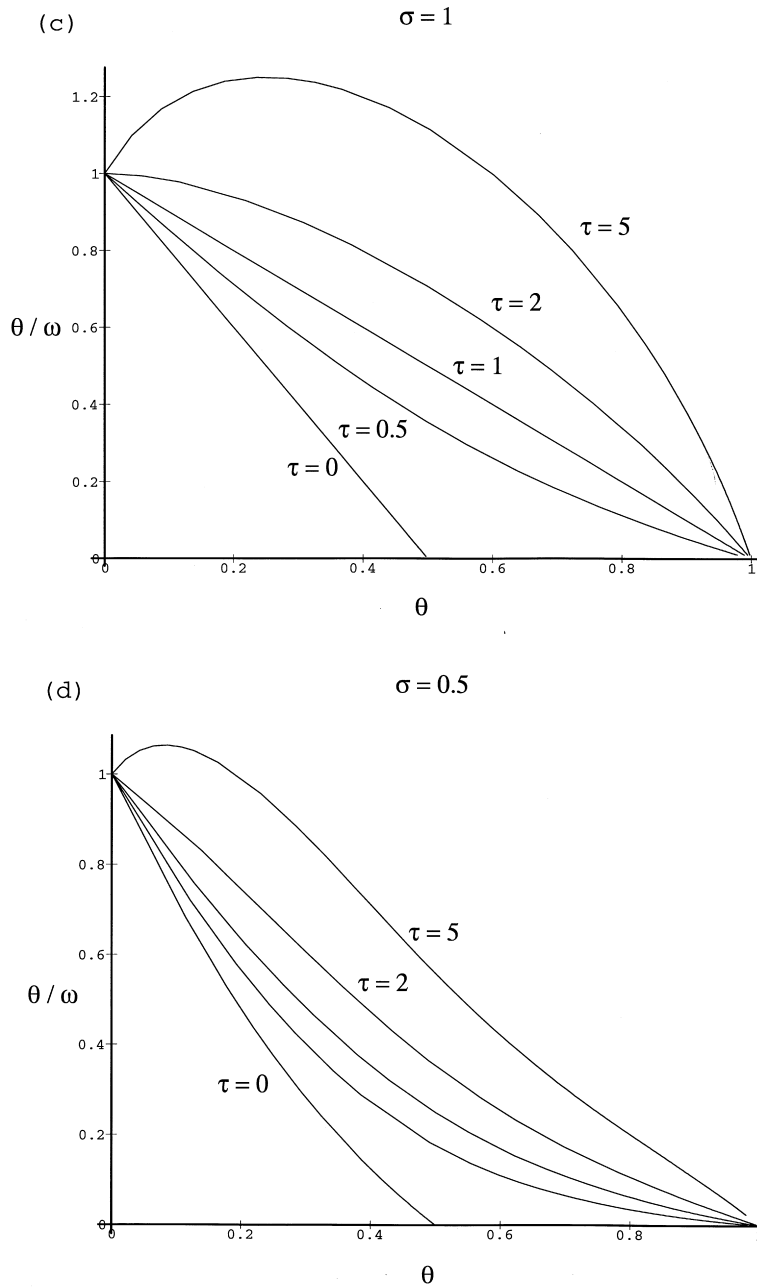 (c)
σ = 1
1.2
1
τ = 5
0.8
τ = 2
θ / ω
0.6
τ = 1
0.4
τ = 0.5
τ = 0
0.2
0
0 0.2 0.4 0.6 0.8 1
θ
(d)
σ = 0.5
1
0.8
τ = 5
0.6
τ = 2
θ / ω
0.4
τ = 0
0.2
0
0 0.2 0.4 0.6 0.8
θ